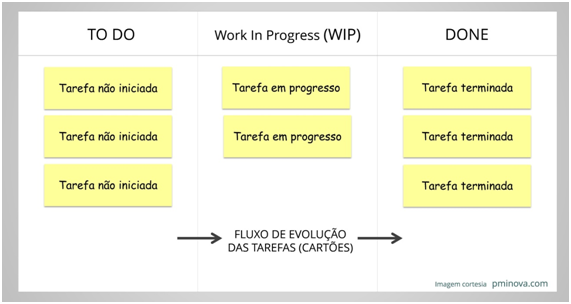 TO DO
Work In Progress (WIP)
DONE
Tarefa não iniciada
Tarefa em progresso
Tarefa terminada
Tarefa não iniciada
Tarefa em progresso
Tarefa terminada
Tarefa não iniciada
Tarefa terminada
FLUXO DE EVOLUÇÃO
DAS TAREFAS (CARTÕES)
Imagem cortesia pminova.com